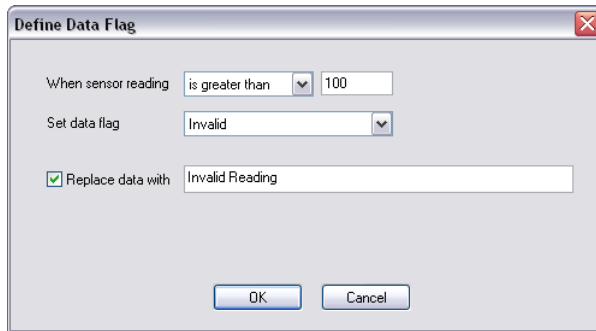 Define Data Flag
When sensor reading is greater than 100
Set data flag Invalid
Replace data with Invalid Reading
OK Cancel